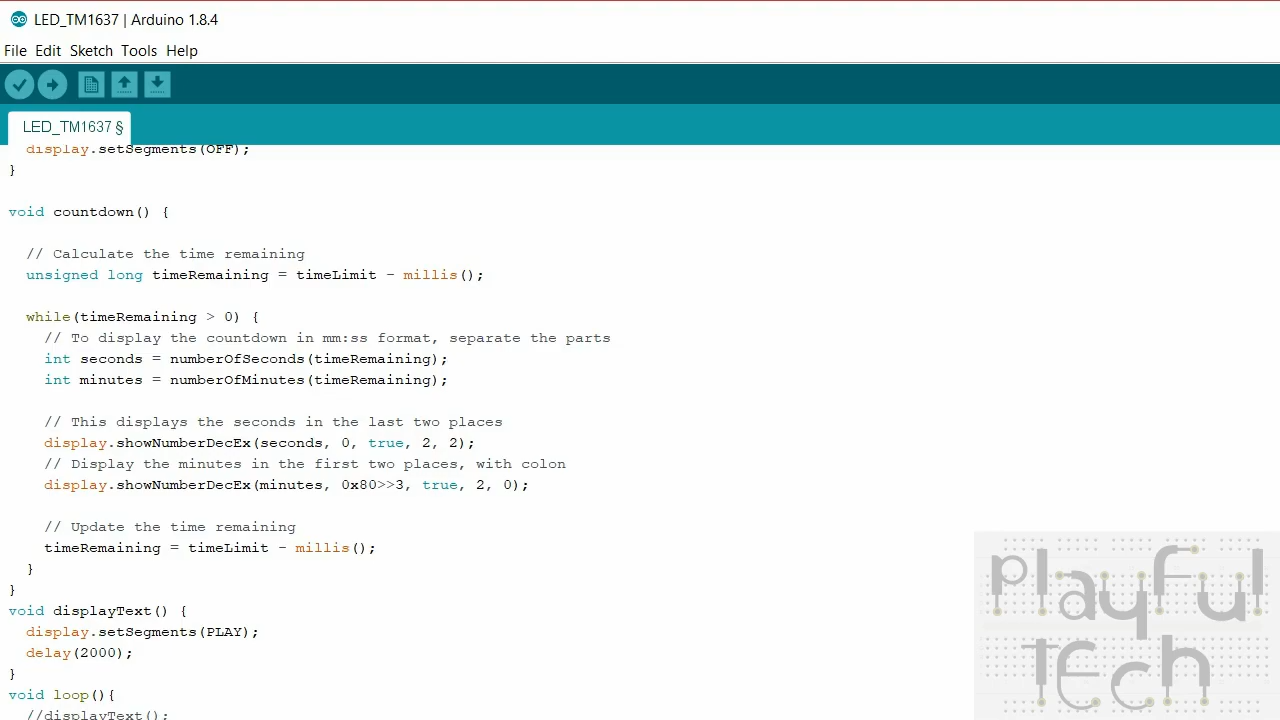 LED_TM1637 | Arduino 1.8.4
File Edit Sketch Tools Help
LED_TM1637 §
display.setSegments(OFF);
}
void countdown() {
// Calculate the time remaining
unsigned long timeRemaining = timeLimit - millis();
while(timeRemaining > 0) {
// To display the countdown in mm:ss format, separate the parts
int seconds = numberOfSeconds(timeRemaining);
int minutes = numberOfMinutes(timeRemaining);
// This displays the seconds in the last two places
display.showNumberDecEx(seconds, 0, true, 2, 2);
// Display the minutes in the first two places, with colon
display.showNumberDecEx(minutes, 0x80>>3, true, 2, 0);
// Update the time remaining
timeRemaining = timeLimit - millis();
}
}
void displayText() {
display.setSegments(PLAY);
delay(2000);
}
void loop(){
//displayText();
playful
tech